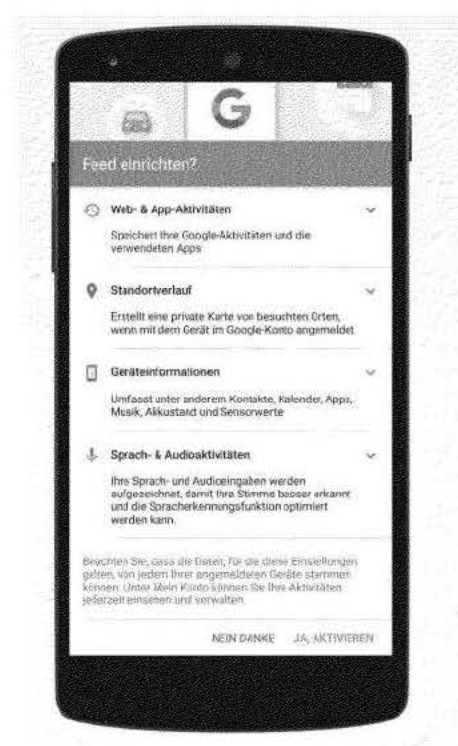 G
Feed einrichten?
Web- & App-Aktivitäten
Speichert Ihre Google-Aktivitäten und die
verwendeten Apps
Standortverlauf
Erstellt eine private Karte von besuchten Orten,
wenn mit dem Gerät im Google-Konto angemeldet
Geräteinformationen
Umfasst unter anderem Kontakte, Kalender, Apps,
Musik, Akkustand und Sensorwerte
Sprach- & Audioaktivitäten
Ihre Sprach- und Audioeingaben werden
aufgezeichnet, damit Ihre Stimme besser erkannt
und die Spracherkennungsfunktion optimiert
werden kann.
Beachten Sie, dass die Daten, für die diese Einstellungen
gelten, von jedem Ihrer angemeldeten Geräte stammen
können. Unter Mein Konto können Sie Ihre Aktivitäten
jederzeit einsehen und verwalten.
NEIN DANKE JA, AKTIVIEREN